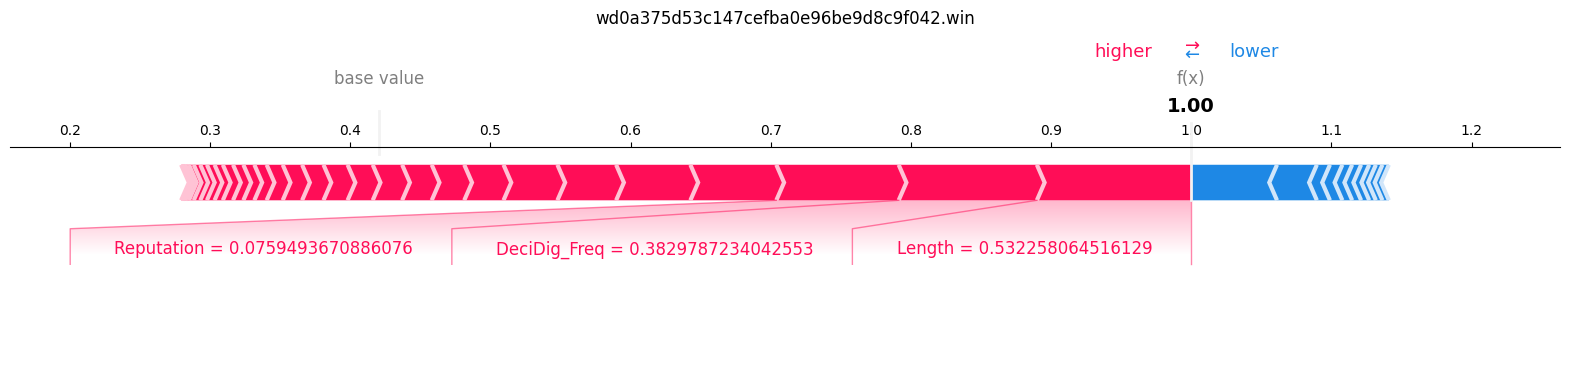 wd0a375d53c147cefba0e96be9d8c9f042.win
higher ⇄ lower
base value f(x)
1.00
0.2 0.3 0.4 0.5 0.6 0.7 0.8 0.9 1.0 1.1 1.2
Reputation = 0.0759493670886076 DeciDig_Freq = 0.3829787234042553 Length = 0.532258064516129